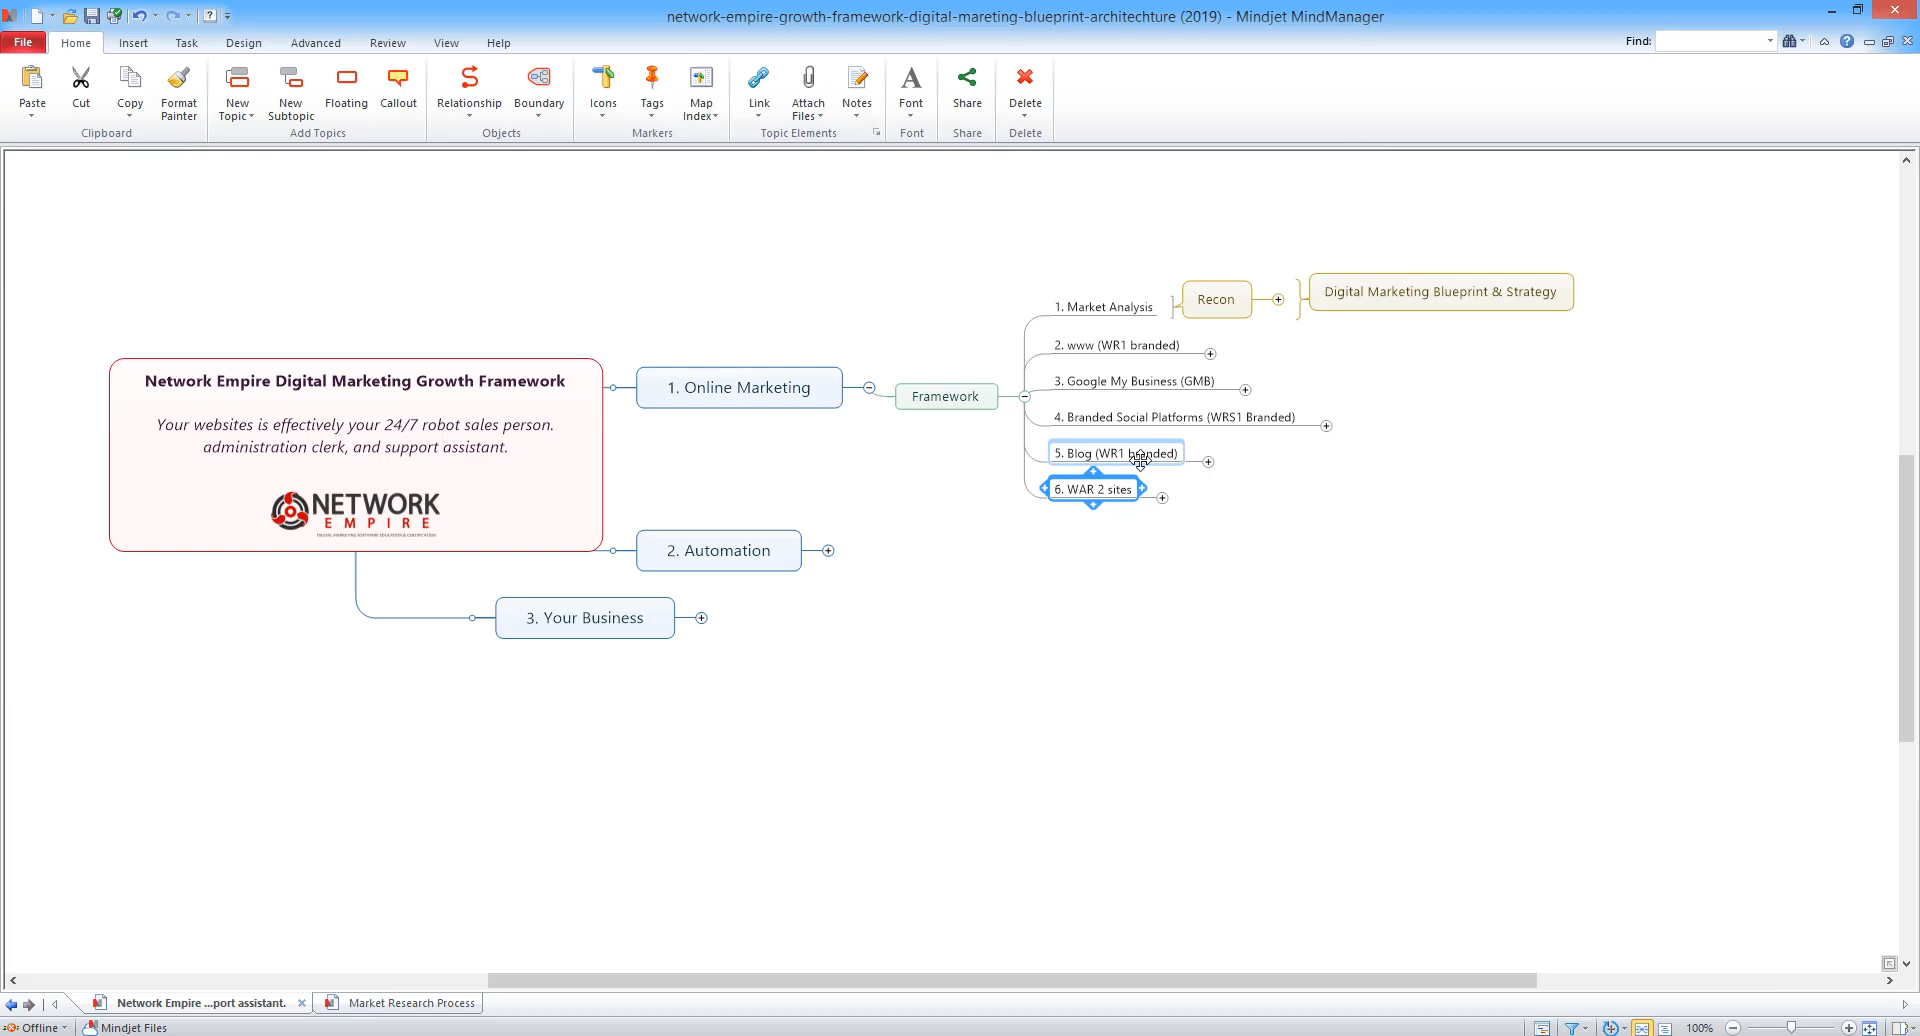 network-empire-growth-framework-digital-mareting-blueprint-architechture (2019) - Mindjet MindManager
File Home Insert Task Design Advanced Review View Help Find:
Paste Cut Copy Format Painter
Clipboard
New Topic New Subtopic Floating Callout
Add Topics
Relationship Boundary
Objects
Icons Tags Map Index
Markers
Link Attach Files Notes
Topic Elements
Font
Font
Share
Share
Delete
Delete
Network Empire Digital Marketing Growth Framework
Your websites is effectively your 24/7 robot sales person.
administration clerk, and support assistant.
NETWORK
EMPIRE
DIGITAL MARKETING SOFTWARE EDUCATION & CERTIFICATION
1. Online Marketing
Framework
1. Market Analysis
Recon
Digital Marketing Blueprint & Strategy
2. www (WR1 branded)
3. Google My Business (GMB)
4. Branded Social Platforms (WRS1 Branded)
5. Blog (WR1 branded)
6. WAR 2 sites
2. Automation
3. Your Business
Network Empire ...port assistant. Market Research Process
Offline Mindjet Files 100%